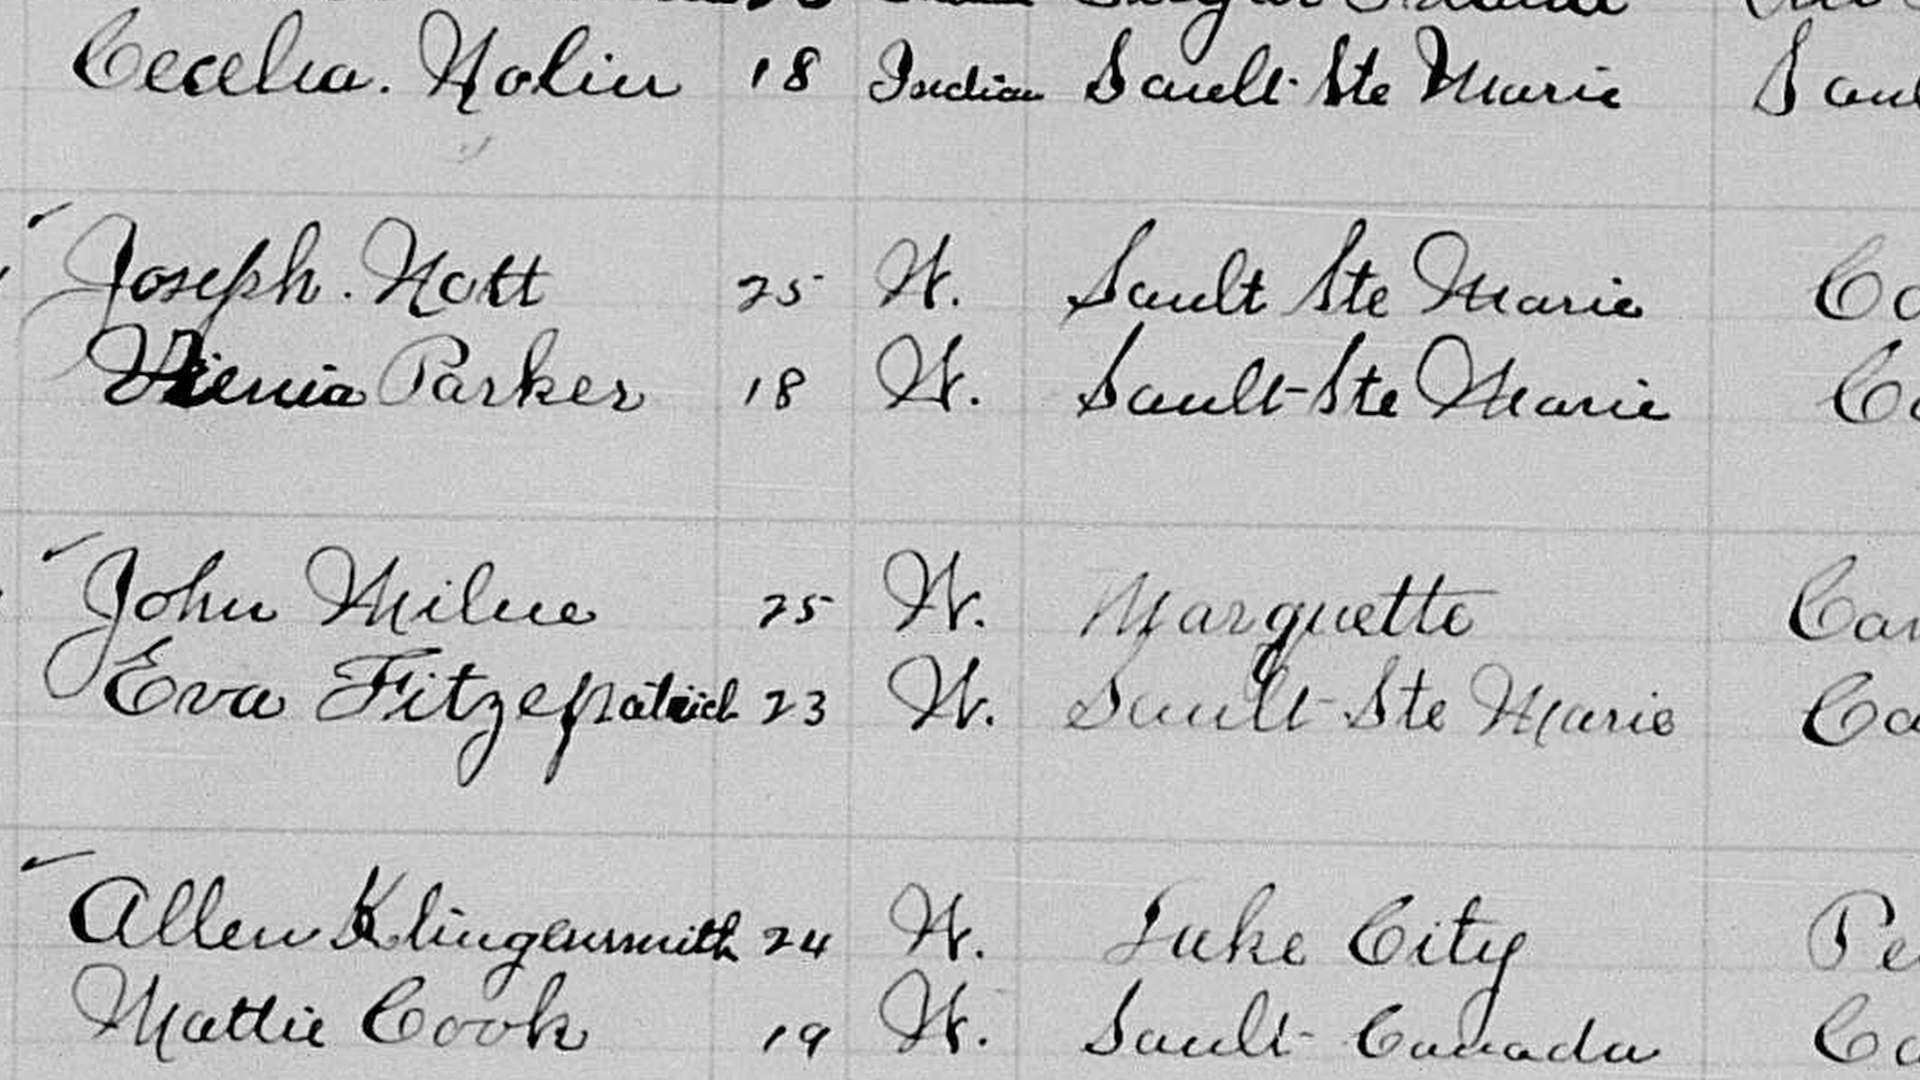 Cecelia. Nolin 18 Indian Sault Ste Marie
Joseph. Nott 25 W. Sault Ste Marie
Parker 18 W. Sault-Ste Marie
John Milne 25 W. Marquette
Eva Fitzepatrick 23 W. Sault-Ste Marie
Allen Klingensmith 24 W. Lake City
Mattie Cook 19 W. Sault-Canada